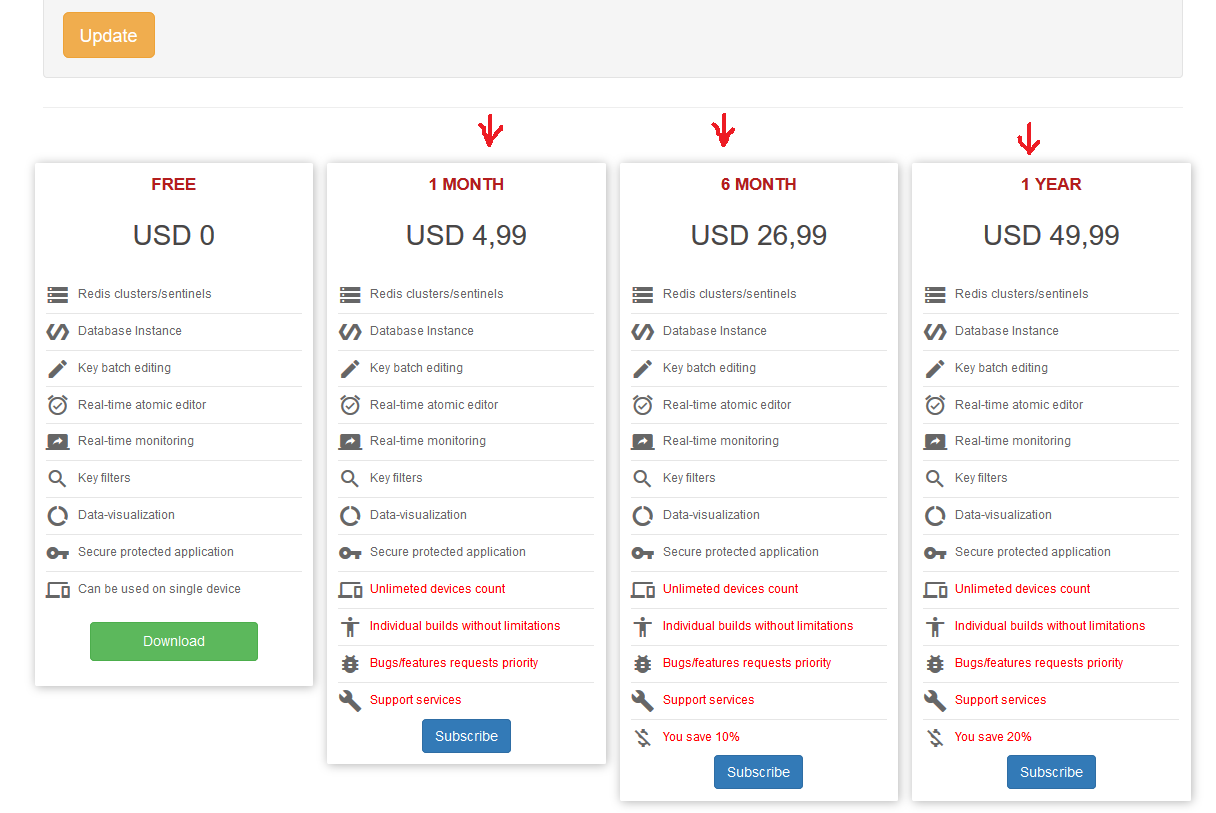 Update
FREE
USD 0
Redis clusters/sentinels
Database Instance
Key batch editing
Real-time atomic editor
Real-time monitoring
Key filters
Data-visualization
Secure protected application
Can be used on single device
Download
1 MONTH
USD 4,99
Redis clusters/sentinels
Database Instance
Key batch editing
Real-time atomic editor
Real-time monitoring
Key filters
Data-visualization
Secure protected application
Unlimeted devices count
Individual builds without limitations
Bugs/features requests priority
Support services
Subscribe
6 MONTH
USD 26,99
Redis clusters/sentinels
Database Instance
Key batch editing
Real-time atomic editor
Real-time monitoring
Key filters
Data-visualization
Secure protected application
Unlimeted devices count
Individual builds without limitations
Bugs/features requests priority
Support services
You save 10%
Subscribe
1 YEAR
USD 49,99
Redis clusters/sentinels
Database Instance
Key batch editing
Real-time atomic editor
Real-time monitoring
Key filters
Data-visualization
Secure protected application
Unlimeted devices count
Individual builds without limitations
Bugs/features requests priority
Support services
You save 20%
Subscribe